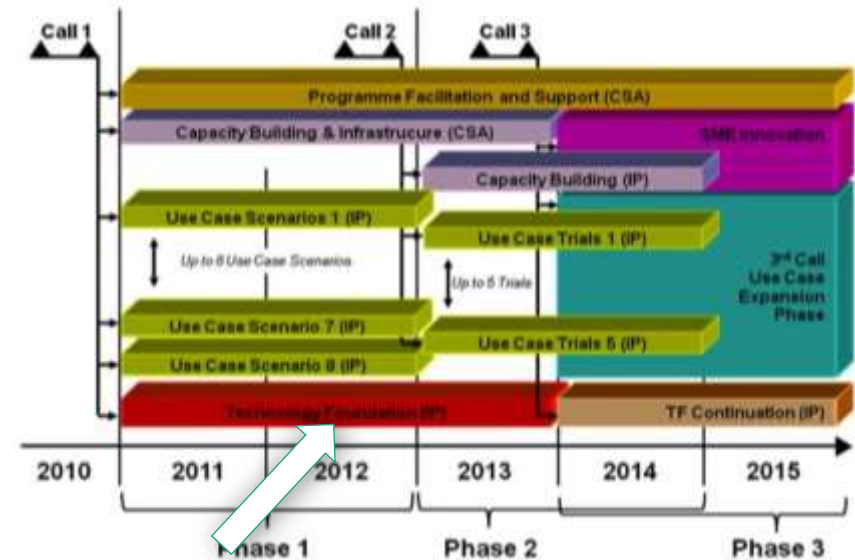 Call 1
Call 2
Call 3
Programme Facilitation and Support (CSA)
Capacity Building & Infrastrucure (CSA)
SME Innovation
Capacity Building (IP)
Use Case Scenarios 1 (IP)
Use Case Trials 1 (IP)
Up to 8 Use Case Scenarios
Up to 5 Trials
3rd Call
Use Case
Expansion
Phase
Use Case Scenario 7 (IP)
Use Case Trials 5 (IP)
Use Case Scenario 8 (IP)
Technology Foundation (IP)
TF Continuation (IP)
2010
2011
2012
2013
2014
2015
Phase 1
Phase 2
Phase 3